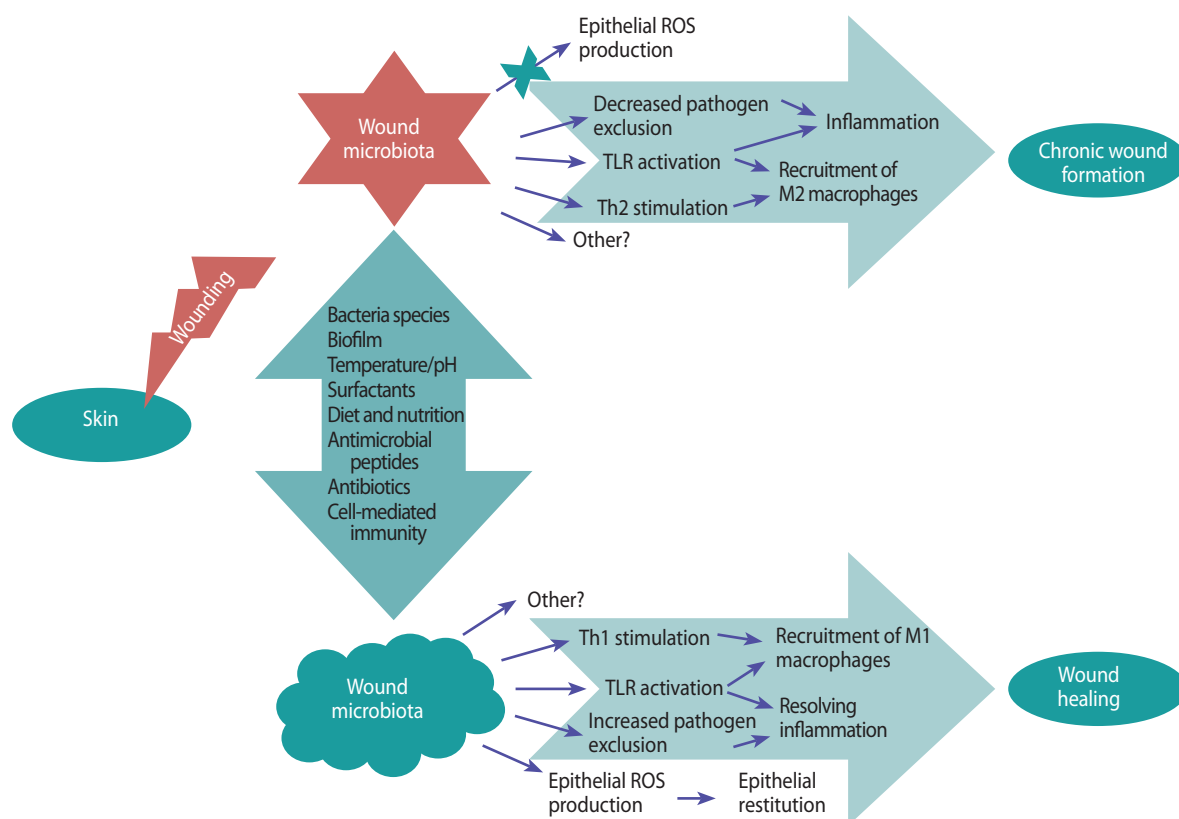 Epithelial ROS
production
Wound
microbiota
Decreased pathogen
exclusion
Inflammation
TLR activation
Recruitment of
M2 macrophages
Th2 stimulation
Other?
Chronic wound
formation
Wounding
Skin
Bacteria species
Biofilm
Temperature/pH
Surfactants
Diet and nutrition
Antimicrobial
peptides
Antibiotics
Cell-mediated
immunity
Wound
microbiota
Other?
Th1 stimulation
Recruitment of M1
macrophages
TLR activation
Resolving
inflammation
Increased pathogen
exclusion
Epithelial ROS
production
Epithelial
restitution
Wound
healing